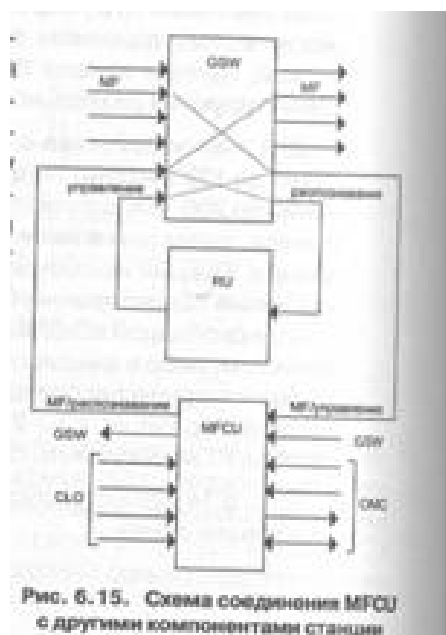 GSW
MF
MF
управление
распознавание
RU
MF/распознавание
MF/управление
MFCU
GSW
GSW
CLO
OMC
Рис. 6.15. Схема соединения MFCU
с другими компонентами станции